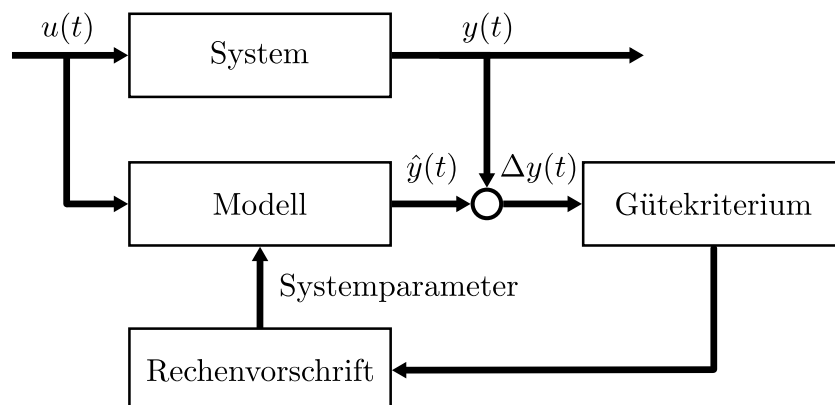 u(t)
System
y(t)
Modell
ŷ(t)
Δy(t)
Gütekriterium
Systemparameter
Rechenvorschrift